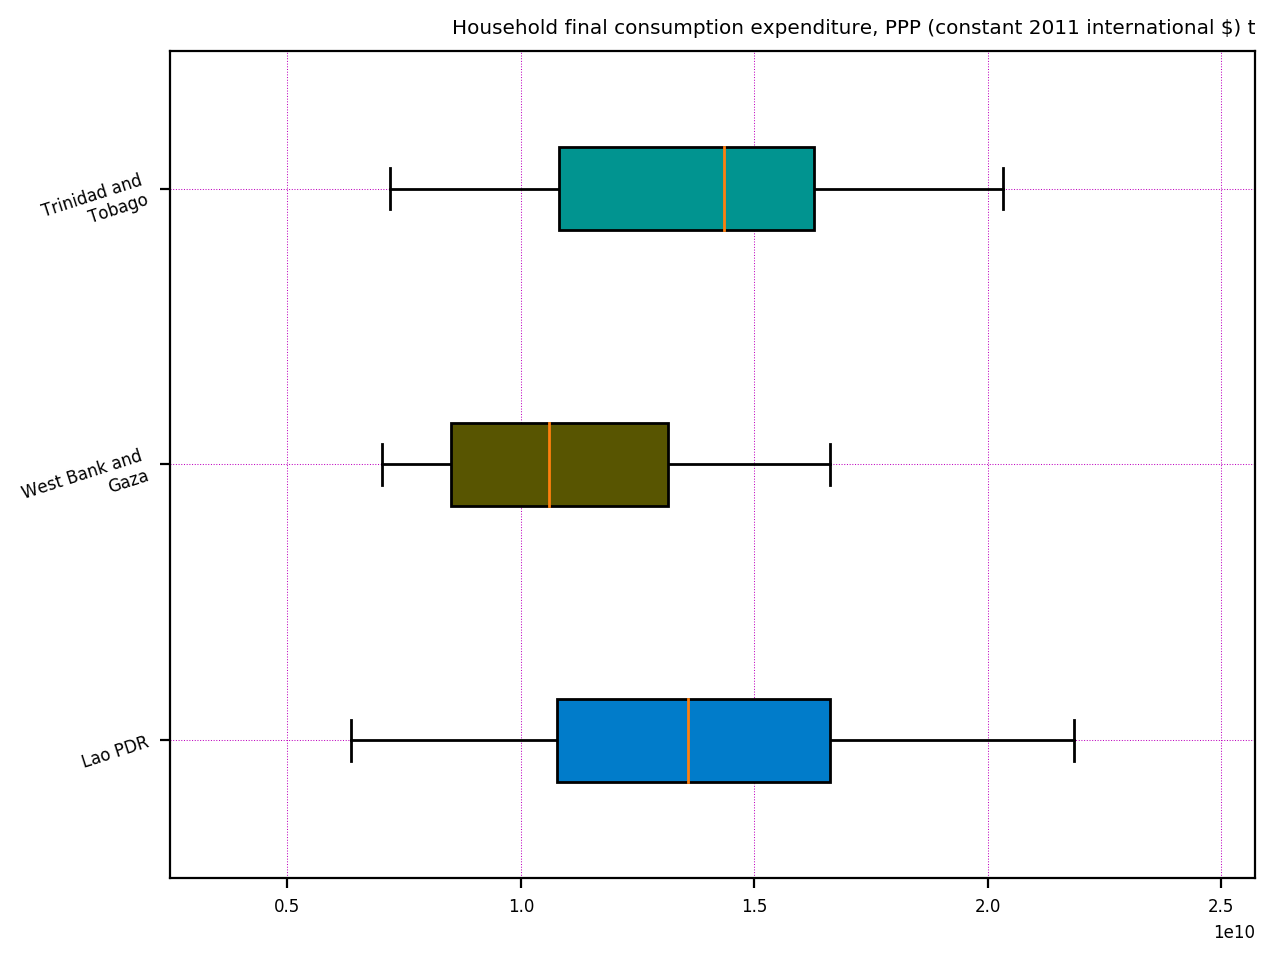 Household final consumption expenditure, PPP (constant 2011 international $) t
Trinidad and
Tobago
West Bank and
Gaza
Lao PDR
0.5
1.0
1.5
2.0
2.5
1e10